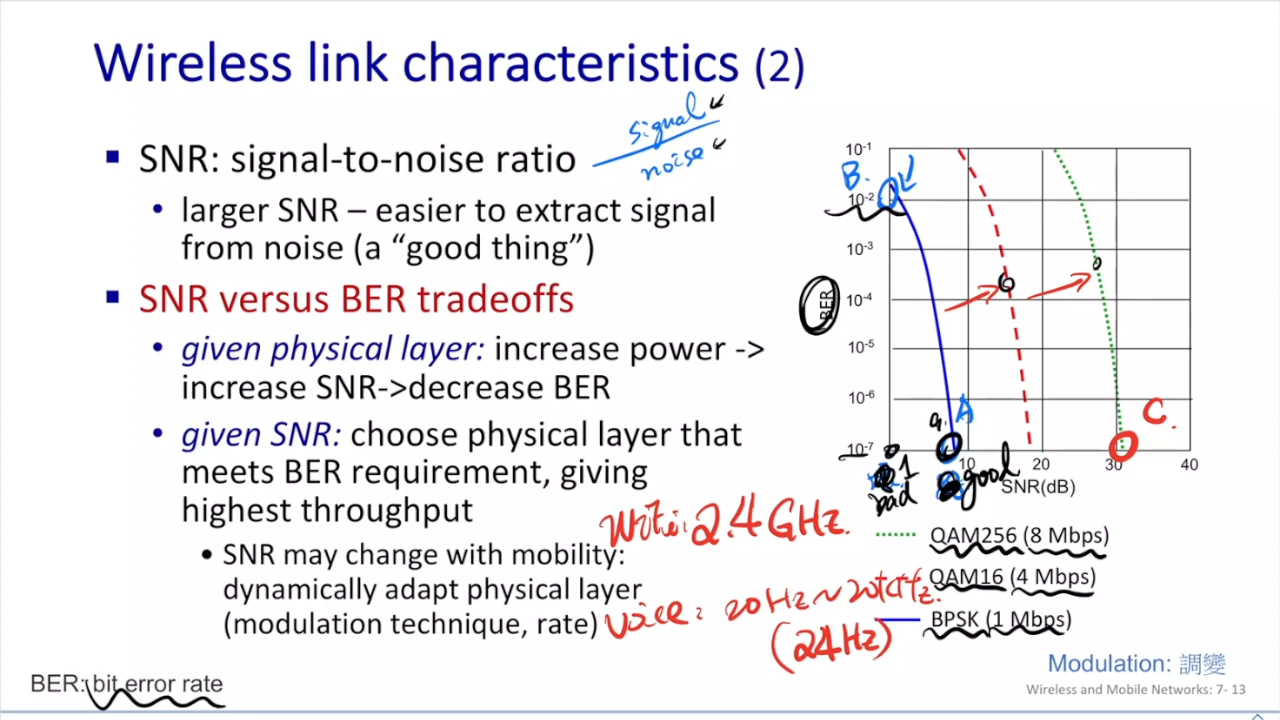 Wireless link characteristics (2)
▪ SNR: signal-to-noise ratio
signal
noise
• larger SNR – easier to extract signal
from noise (a “good thing”)
▪ SNR versus BER tradeoffs
• given physical layer: increase power ->
increase SNR->decrease BER
• given SNR: choose physical layer that
meets BER requirement, giving
highest throughput
• SNR may change with mobility:
dynamically adapt physical layer
(modulation technique, rate)
2.4GHz.
voice: 20Hz~20kHz.
(24Hz)
BER: bit error rate
10-1
10-2
10-3
10-4
10-5
10-6
10-7
BER
B.
A
C.
10
20
30
40
bad
good
SNR(dB)
QAM256 (8 Mbps)
QAM16 (4 Mbps)
BPSK (1 Mbps)
Modulation: 調變
Wireless and Mobile Networks: 7- 13